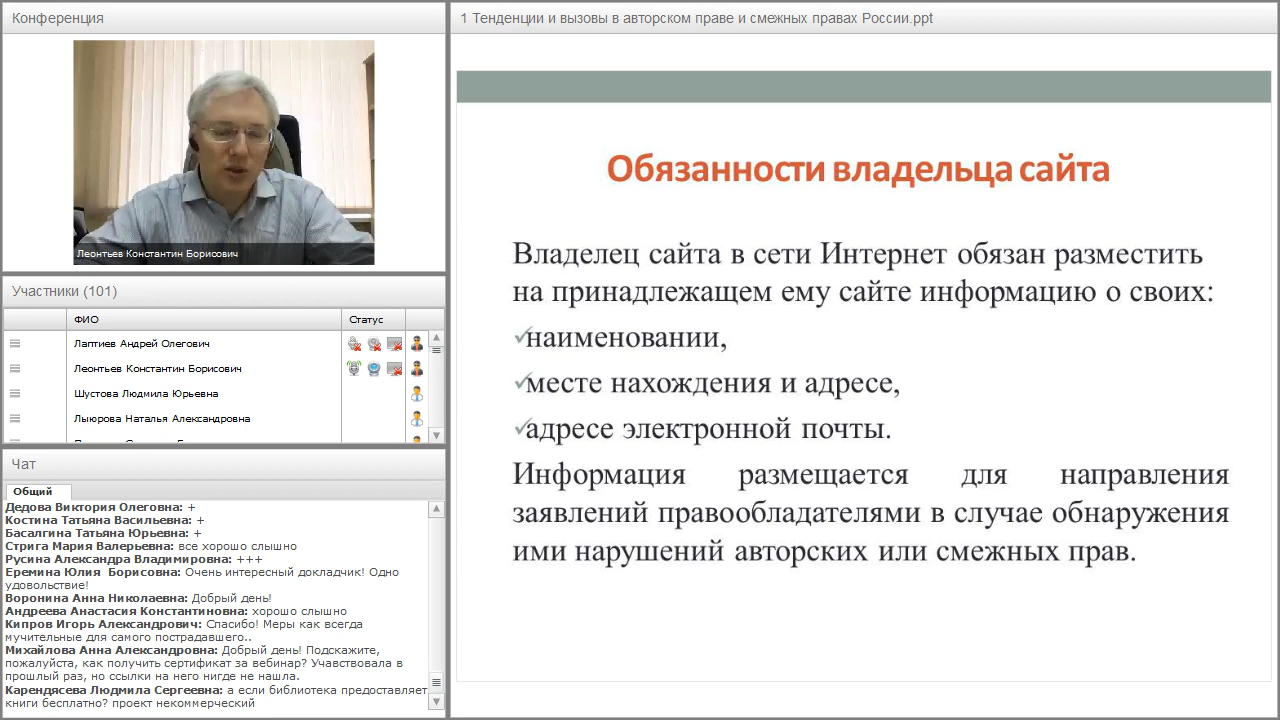 Конференция
Леонтьев Константин Борисович
Участники (101)
ФИО
Статус
Лаптиев Андрей Олегович
Леонтьев Константин Борисович
Шустова Людмила Юрьевна
Лыюрова Наталья Александровна
Чат
Общий
Дедова Виктория Олеговна: +
Костина Татьяна Васильевна: +
Басалгина Татьяна Юрьевна: +
Стрига Мария Валерьевна: все хорошо слышно
Русина Александра Владимировна: +++
Еремина Юлия Борисовна: Очень интересный докладчик! Одно
удовольствие!
Воронина Анна Николаевна: Добрый день!
Андреева Анастасия Константиновна: хорошо слышно
Кипров Игорь Александрович: Спасибо! Меры как всегда
мучительные для самого пострадавшего..
Михайлова Анна Александровна: Добрый день! Подскажите,
пожалуйста, как получить сертификат за вебинар? Учавствовала в
прошлый раз, но ссылки на него нигде не нашла.
Карендясева Людмила Сергеевна: а если библиотека предоставляет
книги бесплатно? проект некоммерческий
1 Тенденции и вызовы в авторском праве и смежных правах России.ppt
Обязанности владельца сайта
Владелец сайта в сети Интернет обязан разместить
на принадлежащем ему сайте информацию о своих:
наименовании,
месте нахождения и адресе,
адресе электронной почты.
Информация размещается для направления
заявлений правообладателями в случае обнаружения
ими нарушений авторских или смежных прав.